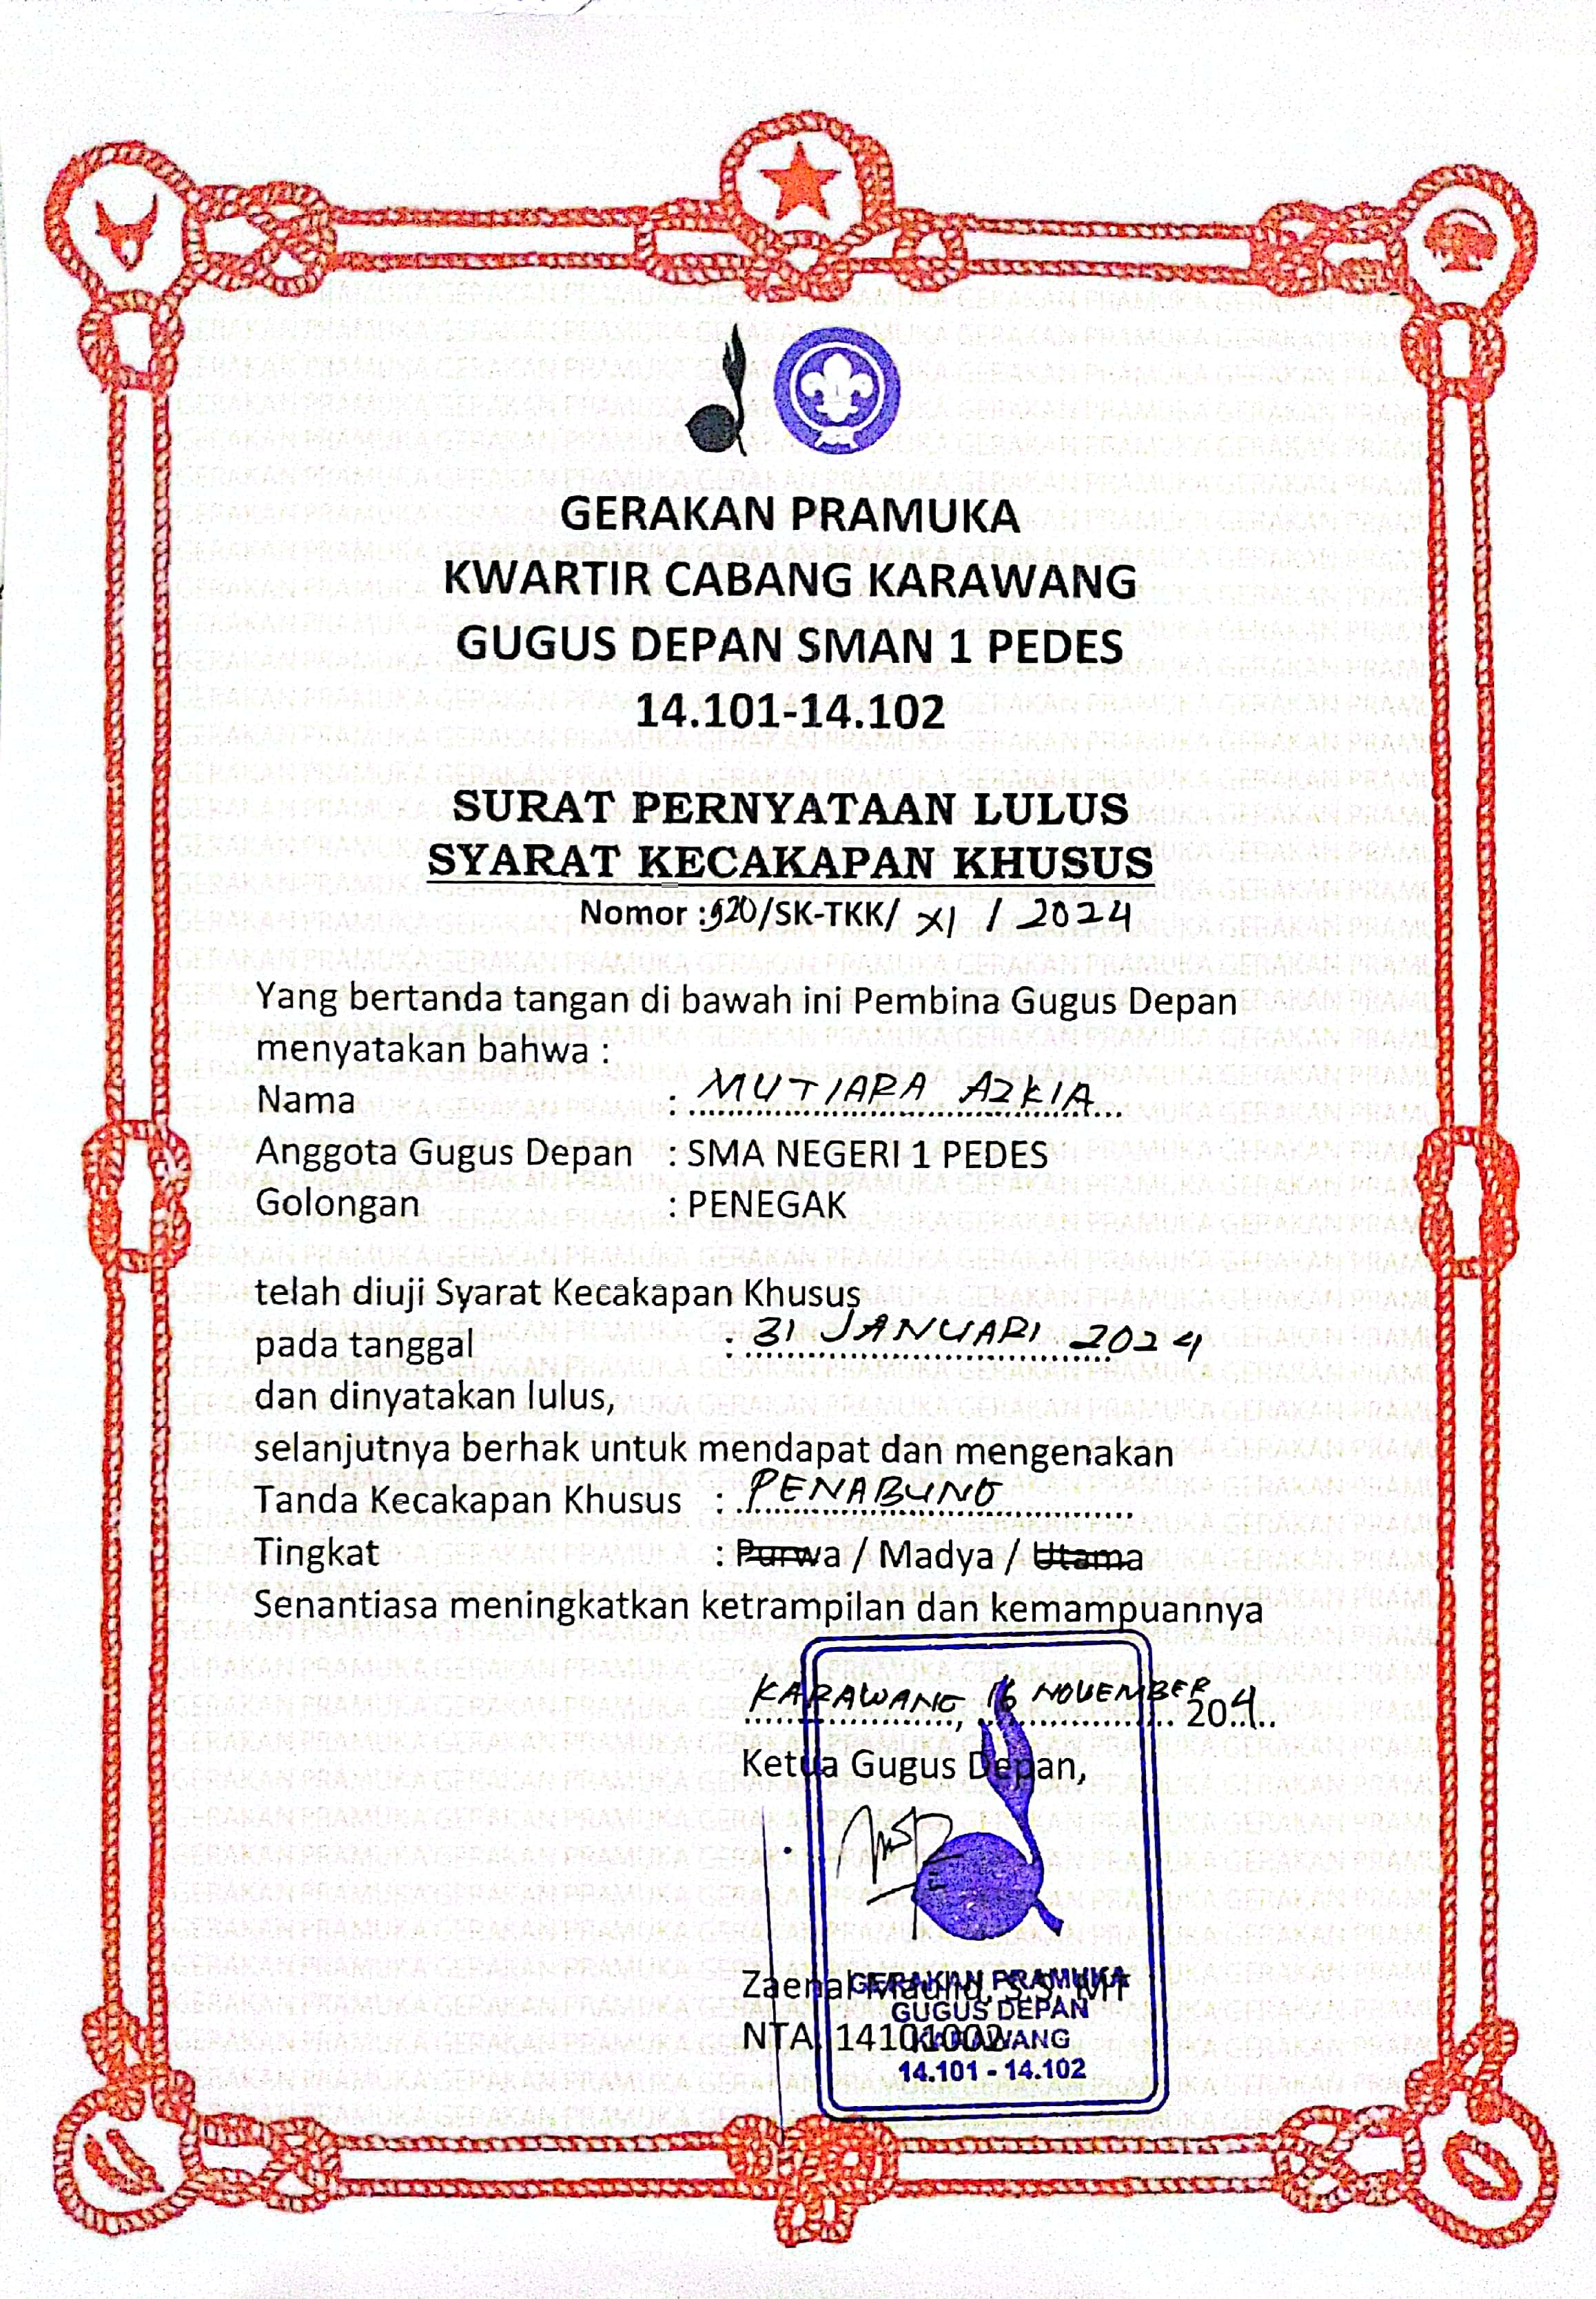 GERAKAN PRAMUKA
KWARTIR CABANG KARAWANG
GUGUS DEPAN SMAN 1 PEDES
14.101-14.102
SURAT PERNYATAAN LULUS
SYARAT KECAKAPAN KHUSUS
Nomor :520/SK-TKK/ XI / 2024
Yang bertanda tangan di bawah ini Pembina Gugus Depan
menyatakan bahwa :
Nama : MUTIARA AZKIA
Anggota Gugus Depan : SMA NEGERI 1 PEDES
Golongan : PENEGAK
telah diuji Syarat Kecakapan Khusus
pada tanggal : 31 JANUARI 2024
dan dinyatakan lulus,
selanjutnya berhak untuk mendapat dan mengenakan
Tanda Kecakapan Khusus : PENABUNG
Tingkat : Purwa / Madya / Utama
Senantiasa meningkatkan ketrampilan dan kemampuannya
KARAWANG, 16 NOVEMBER 204
Ketua Gugus Depan,
Zaenal Maulid, S.S, MT
NTA. 14101002
GERAKAN PRAMUKA
GUGUS DEPAN
KARAWANG
14.101 - 14.102